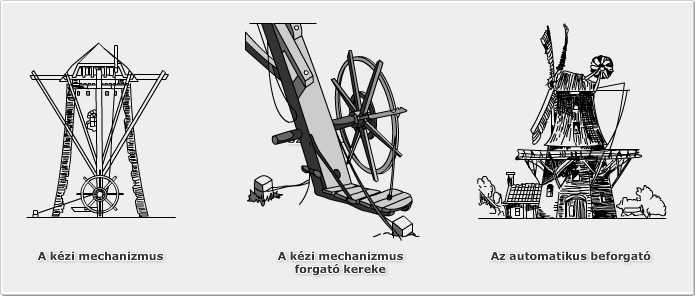 A kézi mechanizmus
A kézi mechanizmus
forgató kereke
Az automatikus beforgató